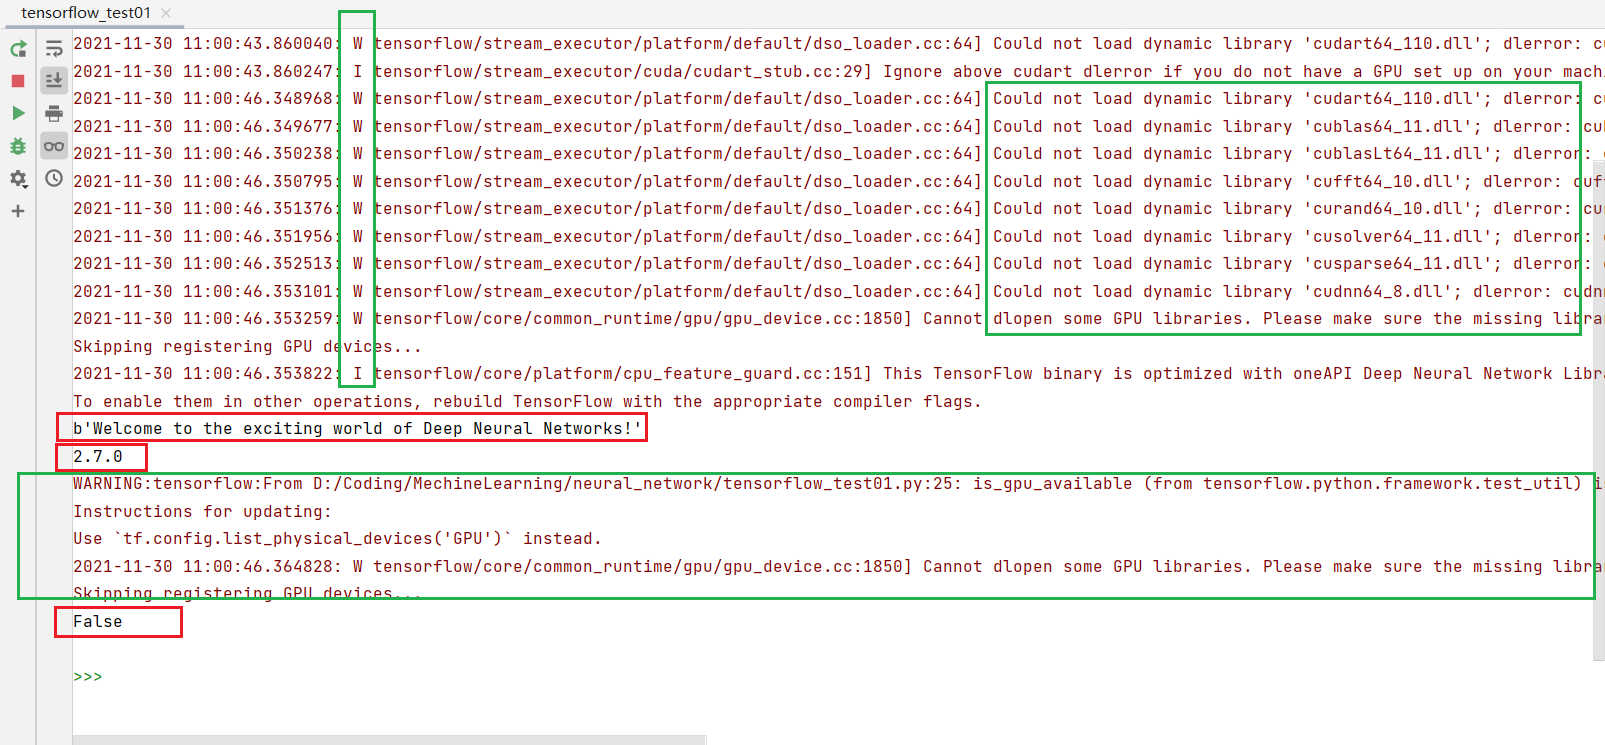 tensorflow_test01
2021-11-30 11:00:43.860040: W tensorflow/stream_executor/platform/default/dso_loader.cc:64] Could not load dynamic library 'cudart64_110.dll'; dlerror:
2021-11-30 11:00:43.860247: I tensorflow/stream_executor/cuda/cudart_stub.cc:29] Ignore above cudart dlerror if you do not have a GPU set up on your
2021-11-30 11:00:46.348968: W tensorflow/stream_executor/platform/default/dso_loader.cc:64] Could not load dynamic library 'cudart64_110.dll'; dlerror:
2021-11-30 11:00:46.349677: W tensorflow/stream_executor/platform/default/dso_loader.cc:64] Could not load dynamic library 'cublas64_11.dll'; dlerror:
2021-11-30 11:00:46.350238: W tensorflow/stream_executor/platform/default/dso_loader.cc:64] Could not load dynamic library 'cublasLt64_11.dll'; dlerror:
2021-11-30 11:00:46.350795: W tensorflow/stream_executor/platform/default/dso_loader.cc:64] Could not load dynamic library 'cufft64_10.dll'; dlerror:
2021-11-30 11:00:46.351376: W tensorflow/stream_executor/platform/default/dso_loader.cc:64] Could not load dynamic library 'curand64_10.dll'; dlerror:
2021-11-30 11:00:46.351956: W tensorflow/stream_executor/platform/default/dso_loader.cc:64] Could not load dynamic library 'cusolver64_11.dll'; dlerror:
2021-11-30 11:00:46.352513: W tensorflow/stream_executor/platform/default/dso_loader.cc:64] Could not load dynamic library 'cusparse64_11.dll'; dlerror:
2021-11-30 11:00:46.353101: W tensorflow/stream_executor/platform/default/dso_loader.cc:64] Could not load dynamic library 'cudnn64_8.dll'; dlerror:
2021-11-30 11:00:46.353259: W tensorflow/core/common_runtime/gpu/gpu_device.cc:1850] Cannot dlopen some GPU libraries. Please make sure the missing
Skipping registering GPU devices...
2021-11-30 11:00:46.353822: I tensorflow/core/platform/cpu_feature_guard.cc:151] This TensorFlow binary is optimized with oneAPI Deep Neural Network
To enable them in other operations, rebuild TensorFlow with the appropriate compiler flags.
b'Welcome to the exciting world of Deep Neural Networks!'
2.7.0
WARNING:tensorflow:From D:/Coding/MechineLearning/neural_network/tensorflow_test01.py:25: is_gpu_available (from tensorflow.python.framework.test_util)
Instructions for updating:
Use `tf.config.list_physical_devices('GPU')` instead.
2021-11-30 11:00:46.364828: W tensorflow/core/common_runtime/gpu/gpu_device.cc:1850] Cannot dlopen some GPU libraries. Please make sure the missing
Skipping registering GPU devices...
False
>>>